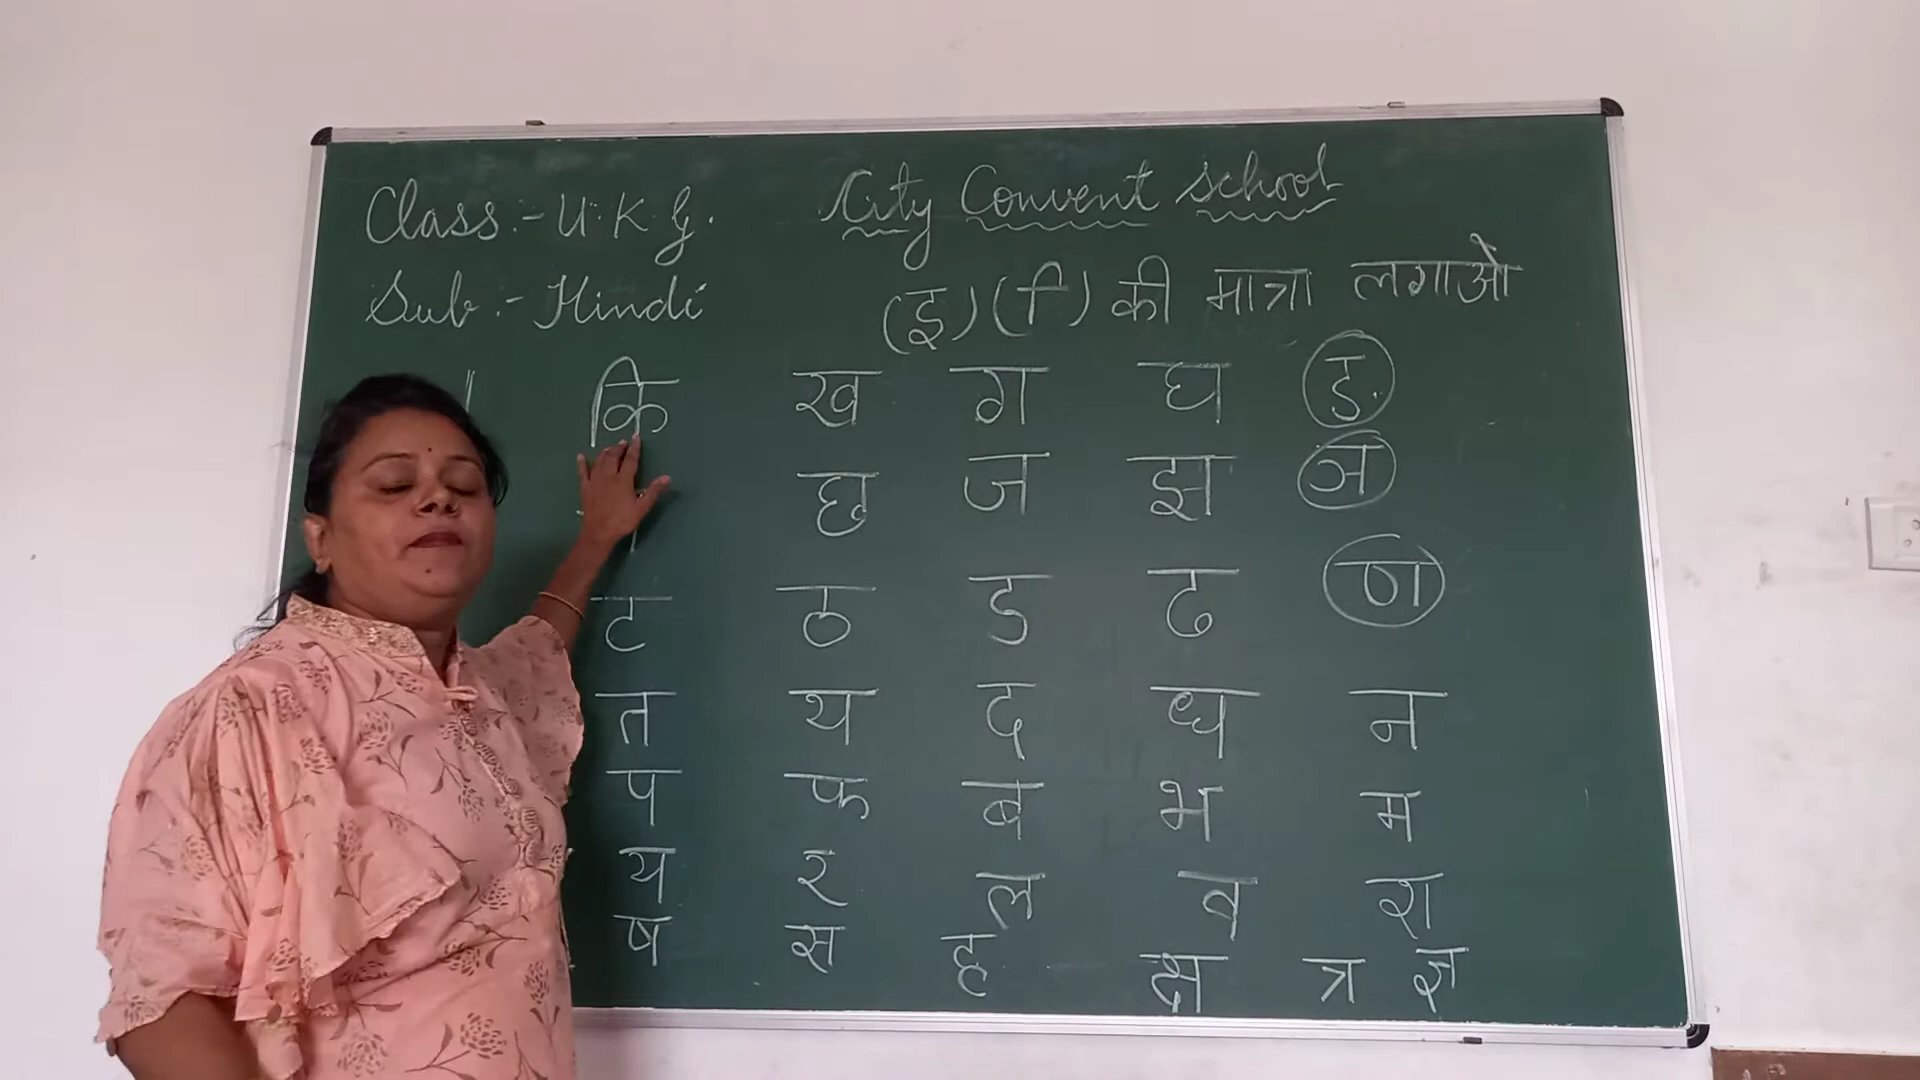 Class.- U.K.G.
City Convent School
Sub.- Hindi
(इ) (ि) की मात्रा लगाओ
कि ख ग घ ङ
छ ज झ ञ
ट ठ ड ढ ण
त थ द ध न
प फ ब भ म
य र ल व श
ष स ह क्ष त्र ज्ञ